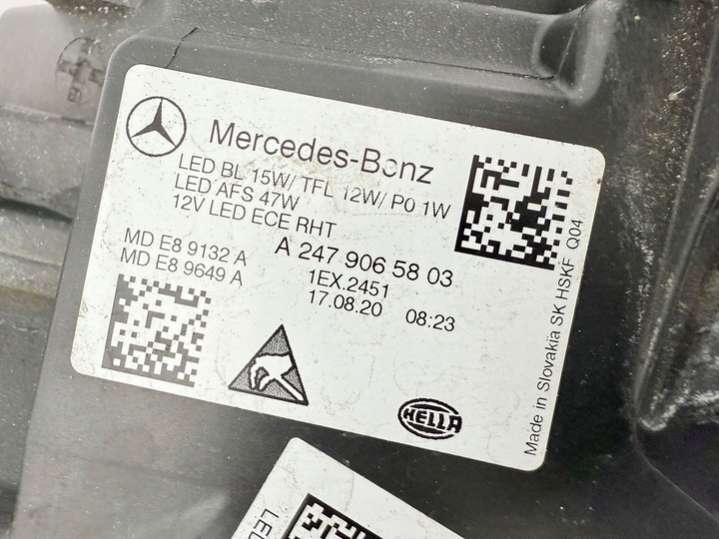 Mercedes-Benz
LED BL 15W/ TFL 12W/ PO 1W
LED AFS 47W
12V LED ECE RHT
MD E8 9132 A
MD E8 9649 A
A 247 906 58 03
1EX.2451
17.08.20 08:23
HELLA
Made in Slovakia SK HSKF Q04
LED